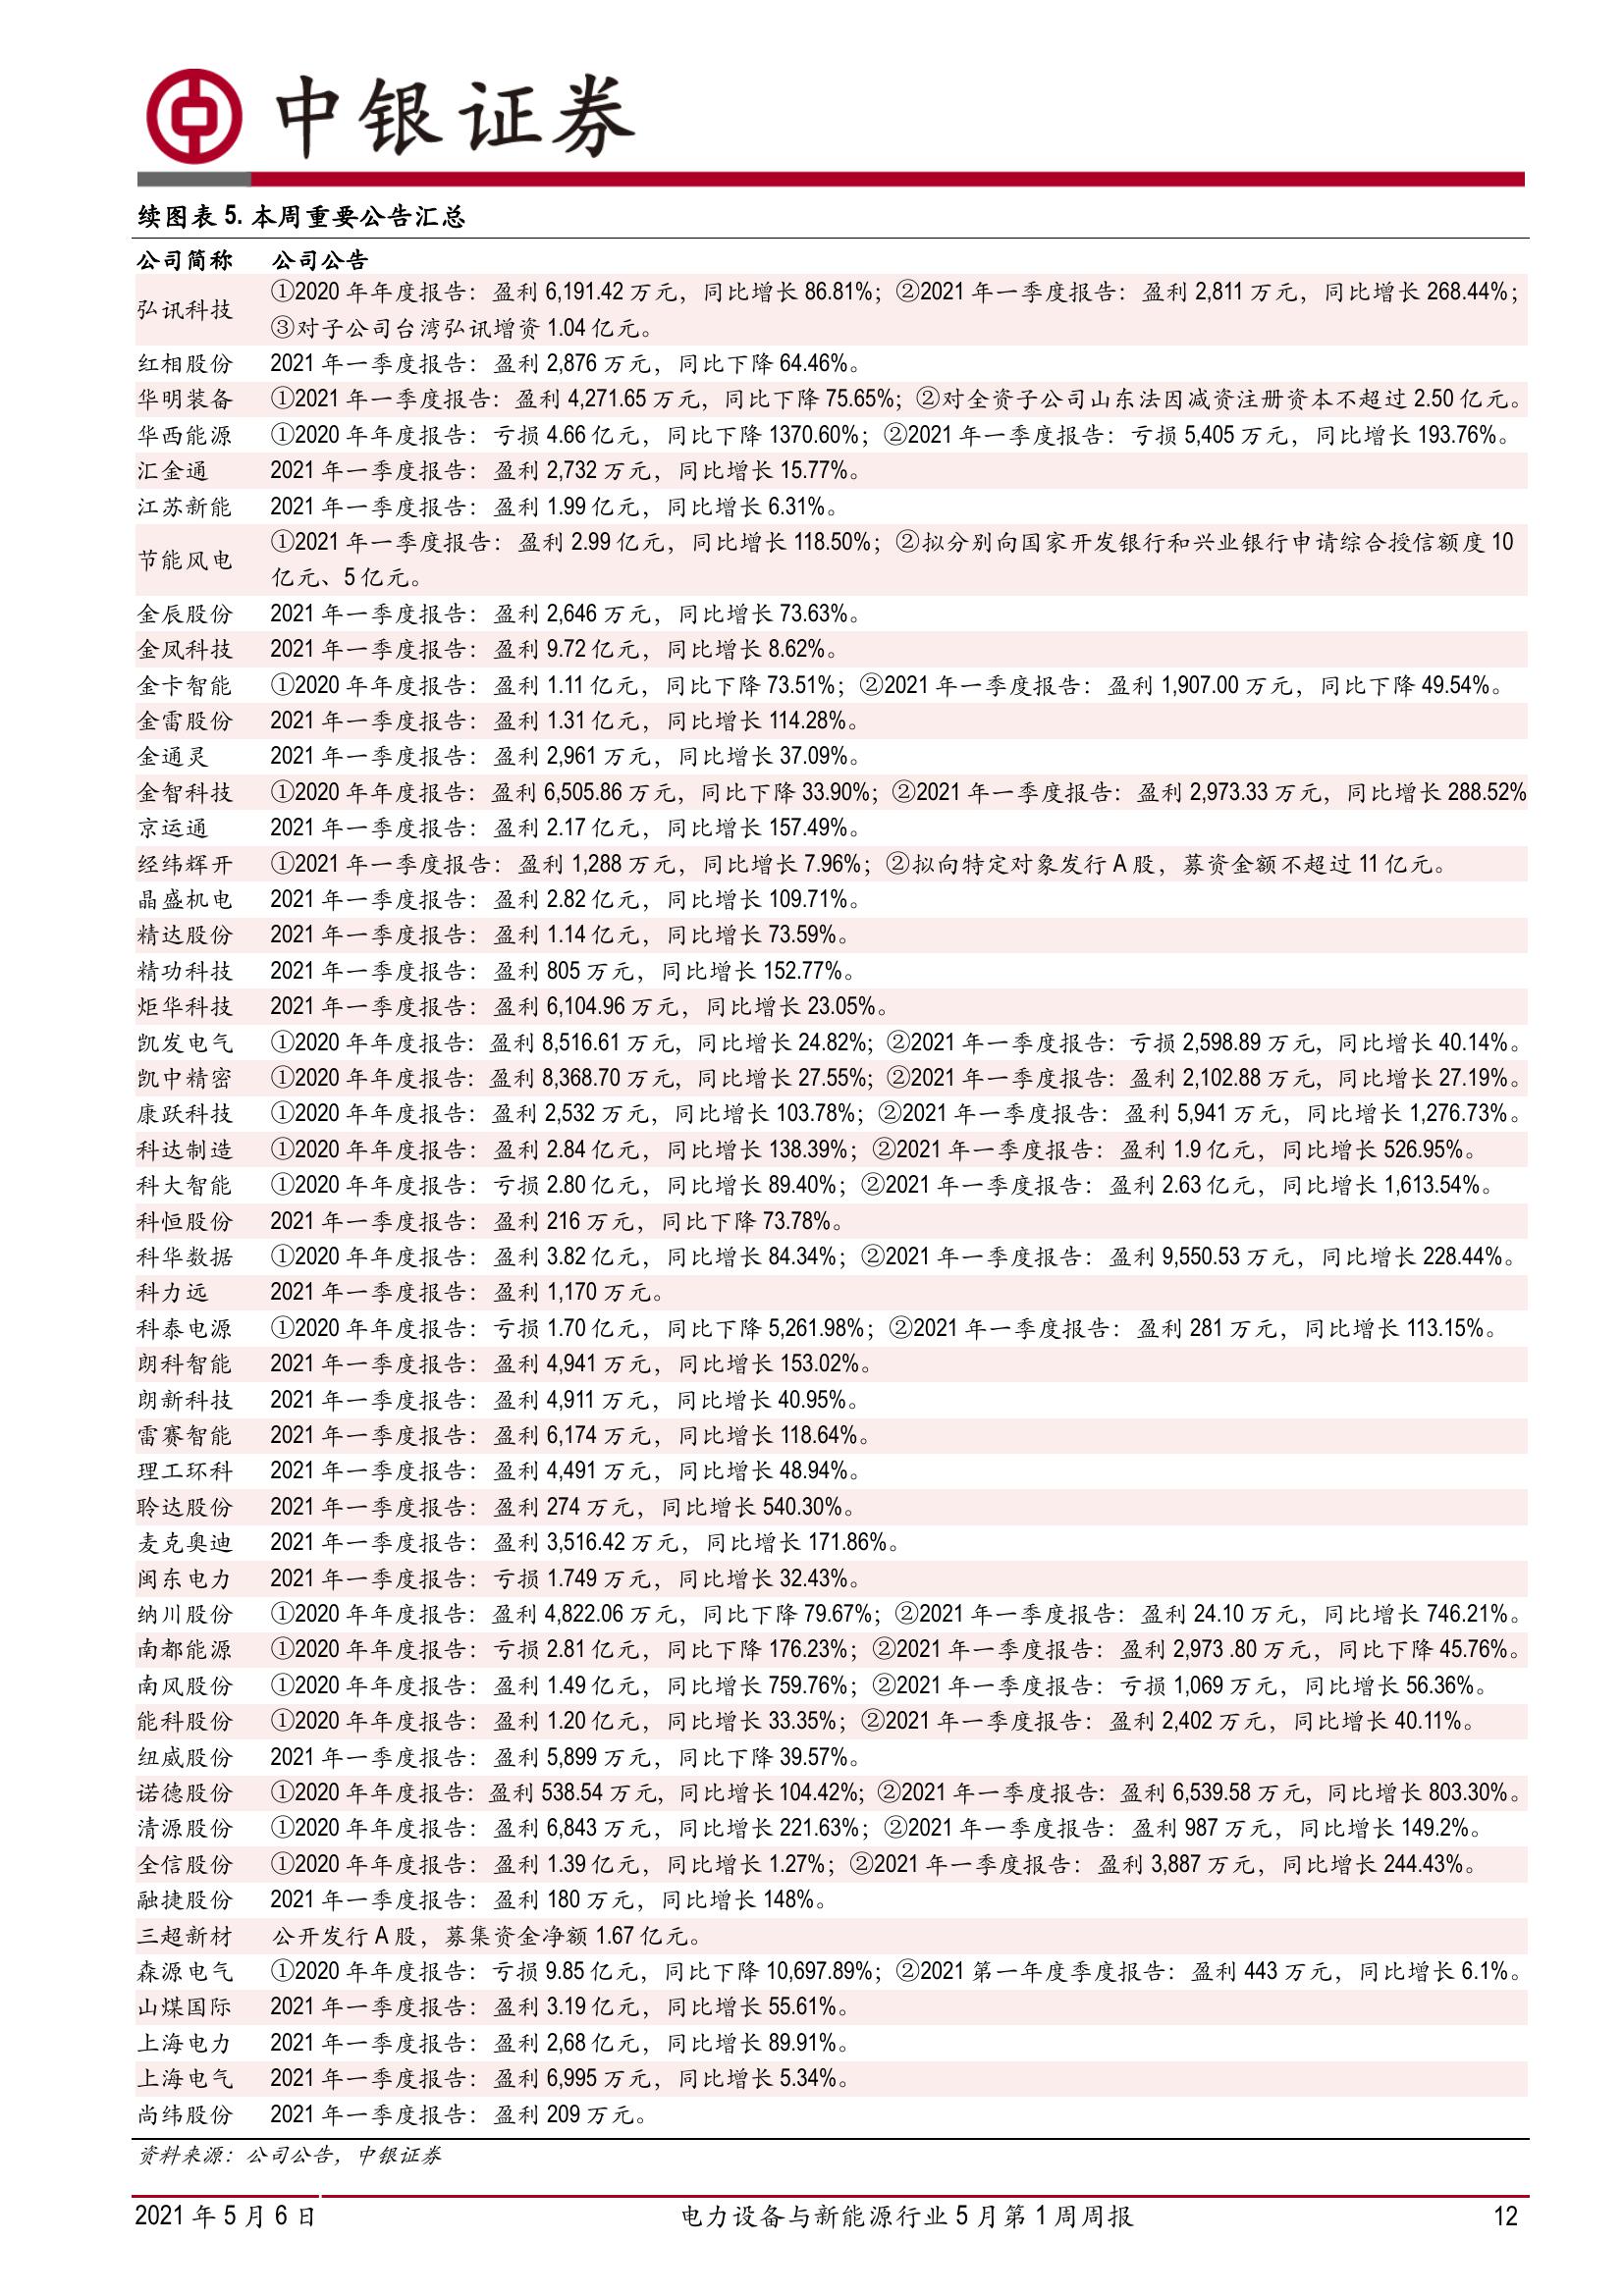 中银证券
续图表 5. 本周重要公告汇总
公司简称 公司公告
弘讯科技 ①2020 年年度报告：盈利 6,191.42 万元，同比增长 86.81%；②2021 年一季度报告：盈利 2,811 万元，同比增长 268.44%；
③对子公司台湾弘讯增资 1.04 亿元。
红相股份 2021 年一季度报告：盈利 2,876 万元，同比下降 64.46%。
华明装备 ①2021 年一季度报告：盈利 4,271.65 万元，同比下降 75.65%；②对全资子公司山东法因减资注册资本不超过 2.50 亿元。
华西能源 ①2020 年年度报告：亏损 4.66 亿元，同比下降 1370.60%；②2021 年一季度报告：亏损 5,405 万元，同比增长 193.76%。
汇金通 2021 年一季度报告：盈利 2,732 万元，同比增长 15.77%。
江苏新能 2021 年一季度报告：盈利 1.99 亿元，同比增长 6.31%。
节能风电 ①2021 年一季度报告：盈利 2.99 亿元，同比增长 118.50%；②拟分别向国家开发银行和兴业银行申请综合授信额度 10
亿元、5 亿元。
金辰股份 2021 年一季度报告：盈利 2,646 万元，同比增长 73.63%。
金风科技 2021 年一季度报告：盈利 9.72 亿元，同比增长 8.62%。
金卡智能 ①2020 年年度报告：盈利 1.11 亿元，同比下降 73.51%；②2021 年一季度报告：盈利 1,907.00 万元，同比下降 49.54%。
金雷股份 2021 年一季度报告：盈利 1.31 亿元，同比增长 114.28%。
金通灵 2021 年一季度报告：盈利 2,961 万元，同比增长 37.09%。
金智科技 ①2020 年年度报告：盈利 6,505.86 万元，同比下降 33.90%；②2021 年一季度报告：盈利 2,973.33 万元，同比增长 288.52%
京运通 2021 年一季度报告：盈利 2.17 亿元，同比增长 157.49%。
经纬辉开 ①2021 年一季度报告：盈利 1,288 万元，同比增长 7.96%；②拟向特定对象发行 A 股，募资金额不超过 11 亿元。
晶盛机电 2021 年一季度报告：盈利 2.82 亿元，同比增长 109.71%。
精达股份 2021 年一季度报告：盈利 1.14 亿元，同比增长 73.59%。
精功科技 2021 年一季度报告：盈利 805 万元，同比增长 152.77%。
炬华科技 2021 年一季度报告：盈利 6,104.96 万元，同比增长 23.05%。
凯发电气 ①2020 年年度报告：盈利 8,516.61 万元，同比增长 24.82%；②2021 年一季度报告：亏损 2,598.89 万元，同比增长 40.14%。
凯中精密 ①2020 年年度报告：盈利 8,368.70 万元，同比增长 27.55%；②2021 年一季度报告：盈利 2,102.88 万元，同比增长 27.19%。
康跃科技 ①2020 年年度报告：盈利 2,532 万元，同比增长 103.78%；②2021 年一季度报告：盈利 5,941 万元，同比增长 1,276.73%。
科达制造 ①2020 年年度报告：盈利 2.84 亿元，同比增长 138.39%；②2021 年一季度报告：盈利 1.9 亿元，同比增长 526.95%。
科大智能 ①2020 年年度报告：亏损 2.80 亿元，同比增长 89.40%；②2021 年一季度报告：盈利 2.63 亿元，同比增长 1,613.54%。
科恒股份 2021 年一季度报告：盈利 216 万元，同比下降 73.78%。
科华数据 ①2020 年年度报告：盈利 3.82 亿元，同比增长 84.34%；②2021 年一季度报告：盈利 9,550.53 万元，同比增长 228.44%。
科力远 2021 年一季度报告：盈利 1,170 万元。
科泰电源 ①2020 年年度报告：亏损 1.70 亿元，同比下降 5,261.98%；②2021 年一季度报告：盈利 281 万元，同比增长 113.15%。
朗科智能 2021 年一季度报告：盈利 4,941 万元，同比增长 153.02%。
朗新科技 2021 年一季度报告：盈利 4,911 万元，同比增长 40.95%。
雷赛智能 2021 年一季度报告：盈利 6,174 万元，同比增长 118.64%。
理工环科 2021 年一季度报告：盈利 4,491 万元，同比增长 48.94%。
聆达股份 2021 年一季度报告：盈利 274 万元，同比增长 540.30%。
麦克奥迪 2021 年一季度报告：盈利 3,516.42 万元，同比增长 171.86%。
闽东电力 2021 年一季度报告：亏损 1.749 万元，同比增长 32.43%。
纳川股份 ①2020 年年度报告：盈利 4,822.06 万元，同比下降 79.67%；②2021 年一季度报告：盈利 24.10 万元，同比增长 746.21%。
南都能源 ①2020 年年度报告：亏损 2.81 亿元，同比下降 176.23%；②2021 年一季度报告：盈利 2,973 .80 万元，同比下降 45.76%。
南风股份 ①2020 年年度报告：盈利 1.49 亿元，同比增长 759.76%；②2021 年一季度报告：亏损 1,069 万元，同比增长 56.36%。
能科股份 ①2020 年年度报告：盈利 1.20 亿元，同比增长 33.35%；②2021 年一季度报告：盈利 2,402 万元，同比增长 40.11%。
纽威股份 2021 年一季度报告：盈利 5,899 万元，同比下降 39.57%。
诺德股份 ①2020 年年度报告：盈利 538.54 万元，同比增长 104.42%；②2021 年一季度报告：盈利 6,539.58 万元，同比增长 803.30%。
清源股份 ①2020 年年度报告：盈利 6,843 万元，同比增长 221.63%；②2021 年一季度报告：盈利 987 万元，同比增长 149.2%。
全信股份 ①2020 年年度报告：盈利 1.39 亿元，同比增长 1.27%；②2021 年一季度报告：盈利 3,887 万元，同比增长 244.43%。
融捷股份 2021 年一季度报告：盈利 180 万元，同比增长 148%。
三超新材 公开发行 A 股，募集资金净额 1.67 亿元。
森源电气 ①2020 年年度报告：亏损 9.85 亿元，同比下降 10,697.89%；②2021 第一年度季度报告：盈利 443 万元，同比增长 6.1%。
山煤国际 2021 年一季度报告：盈利 3.19 亿元，同比增长 55.61%。
上海电力 2021 年一季度报告：盈利 2,68 亿元，同比增长 89.91%。
上海电气 2021 年一季度报告：盈利 6,995 万元，同比增长 5.34%。
尚纬股份 2021 年一季度报告：盈利 209 万元。
资料来源：公司公告，中银证券
2021 年 5 月 6 日 电力设备与新能源行业 5 月第 1 周周报 12